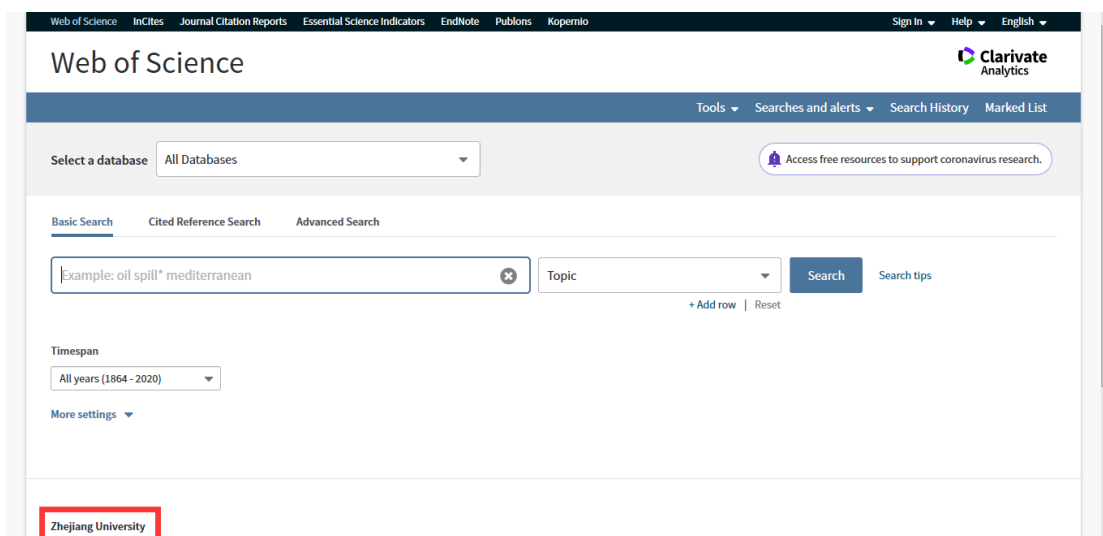 Web of Science InCites Journal Citation Reports Essential Science Indicators EndNote Publons Kopernio Sign In Help English
Web of Science
Clarivate
Analytics
Tools Searches and alerts Search History Marked List
Select a database All Databases
Access free resources to support coronavirus research.
Basic Search Cited Reference Search Advanced Search
Example: oil spill* mediterranean Topic Search Search tips
+ Add row | Reset
Timespan
All years (1864 - 2020)
More settings
Zhejiang University